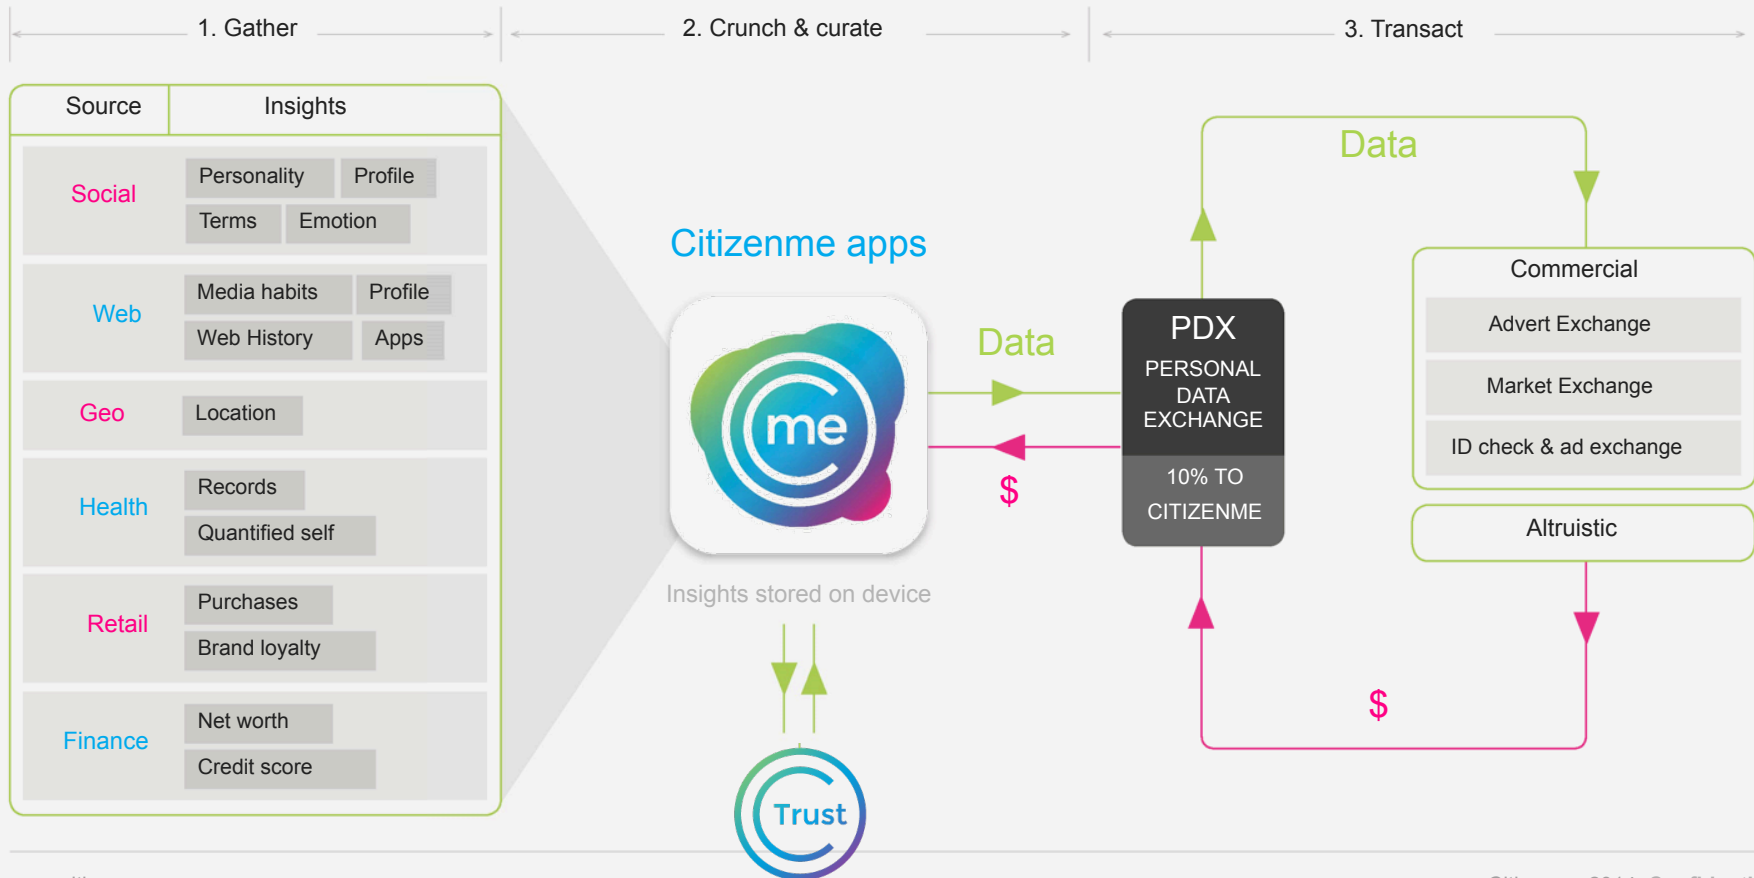 1. Gather
2. Crunch & curate
3. Transact
Source
Insights
Social
Personality
Profile
Terms
Emotion
Web
Media habits
Profile
Web History
Apps
Geo
Location
Health
Records
Quantified self
Retail
Purchases
Brand loyalty
Finance
Net worth
Credit score
Citizenme apps
me
Insights stored on device
Trust
Data
$
PDX
PERSONAL
DATA
EXCHANGE
10% TO
CITIZENME
Data
Commercial
Advert Exchange
Market Exchange
ID check & ad exchange
Altruistic
$